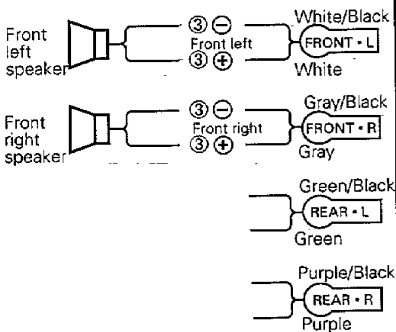 White/Black
③ ⊖
Front left speaker
Front left
FRONT • L
③ ⊕
White
Gray/Black
③ ⊖
Front right speaker
Front right
FRONT • R
③ ⊕
Gray
Green/Black
REAR • L
Green
Purple/Black
REAR • R
Purple